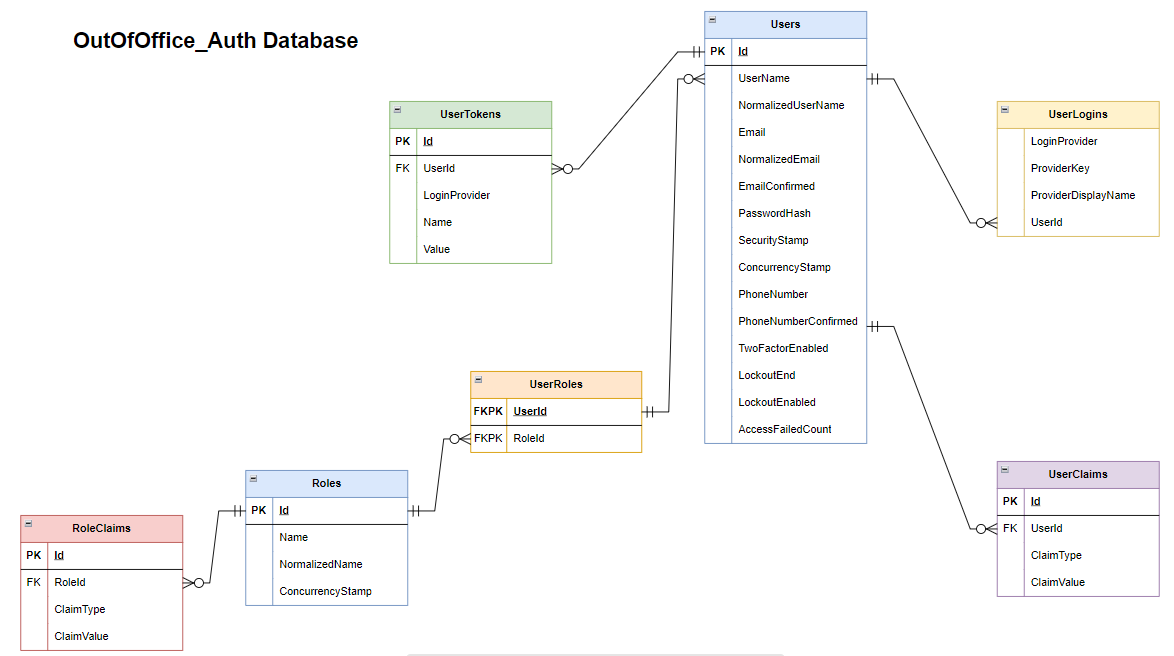 OutOfOffice_Auth Database
Users
PK Id
UserName
NormalizedUserName
Email
NormalizedEmail
EmailConfirmed
PasswordHash
SecurityStamp
ConcurrencyStamp
PhoneNumber
PhoneNumberConfirmed
TwoFactorEnabled
LockoutEnd
LockoutEnabled
AccessFailedCount
UserTokens
PK Id
FK UserId
LoginProvider
Name
Value
UserLogins
LoginProvider
ProviderKey
ProviderDisplayName
UserId
UserRoles
FKPK UserId
FKPK RoleId
Roles
PK Id
Name
NormalizedName
ConcurrencyStamp
UserClaims
PK Id
FK UserId
ClaimType
ClaimValue
RoleClaims
PK Id
FK RoleId
ClaimType
ClaimValue